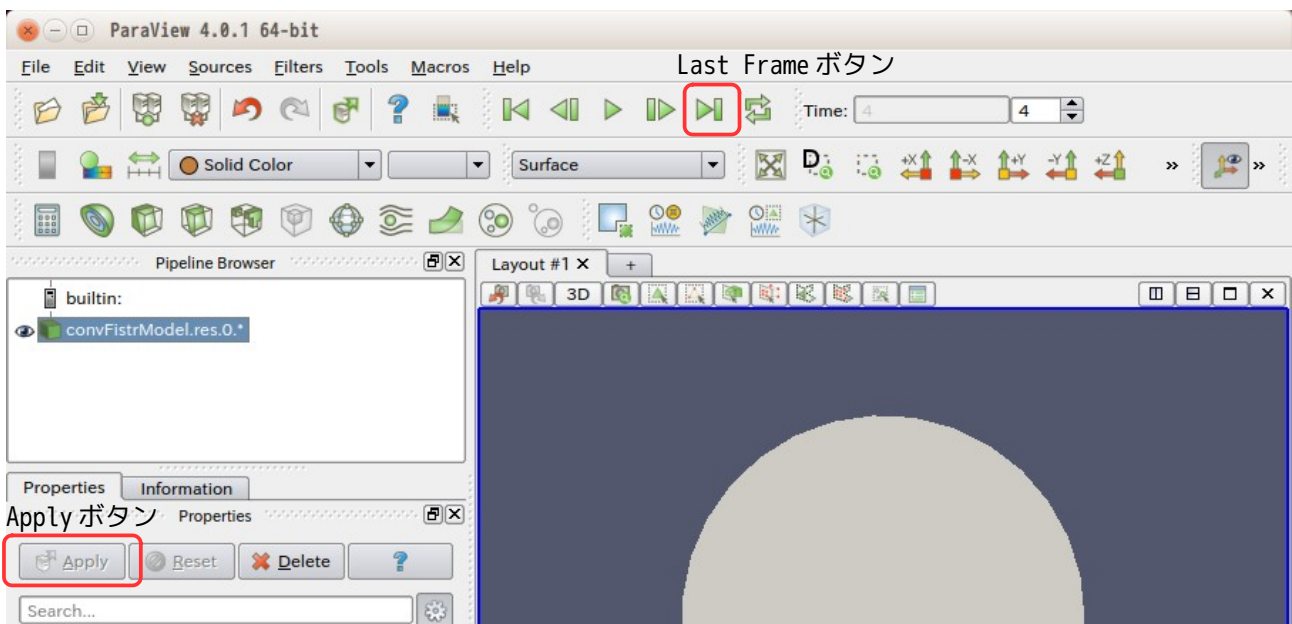 ParaView 4.0.1 64-bit
File Edit View Sources Filters Tools Macros Help
Last Frame ボタン
Time: 4 4
Solid Color Surface
+X -X +Y -Y +Z » »
Pipeline Browser
Layout #1 × +
builtin:
3D
convFistrModel.res.0.*
Properties Information
Apply ボタン Properties
Apply Reset Delete ?
Search...